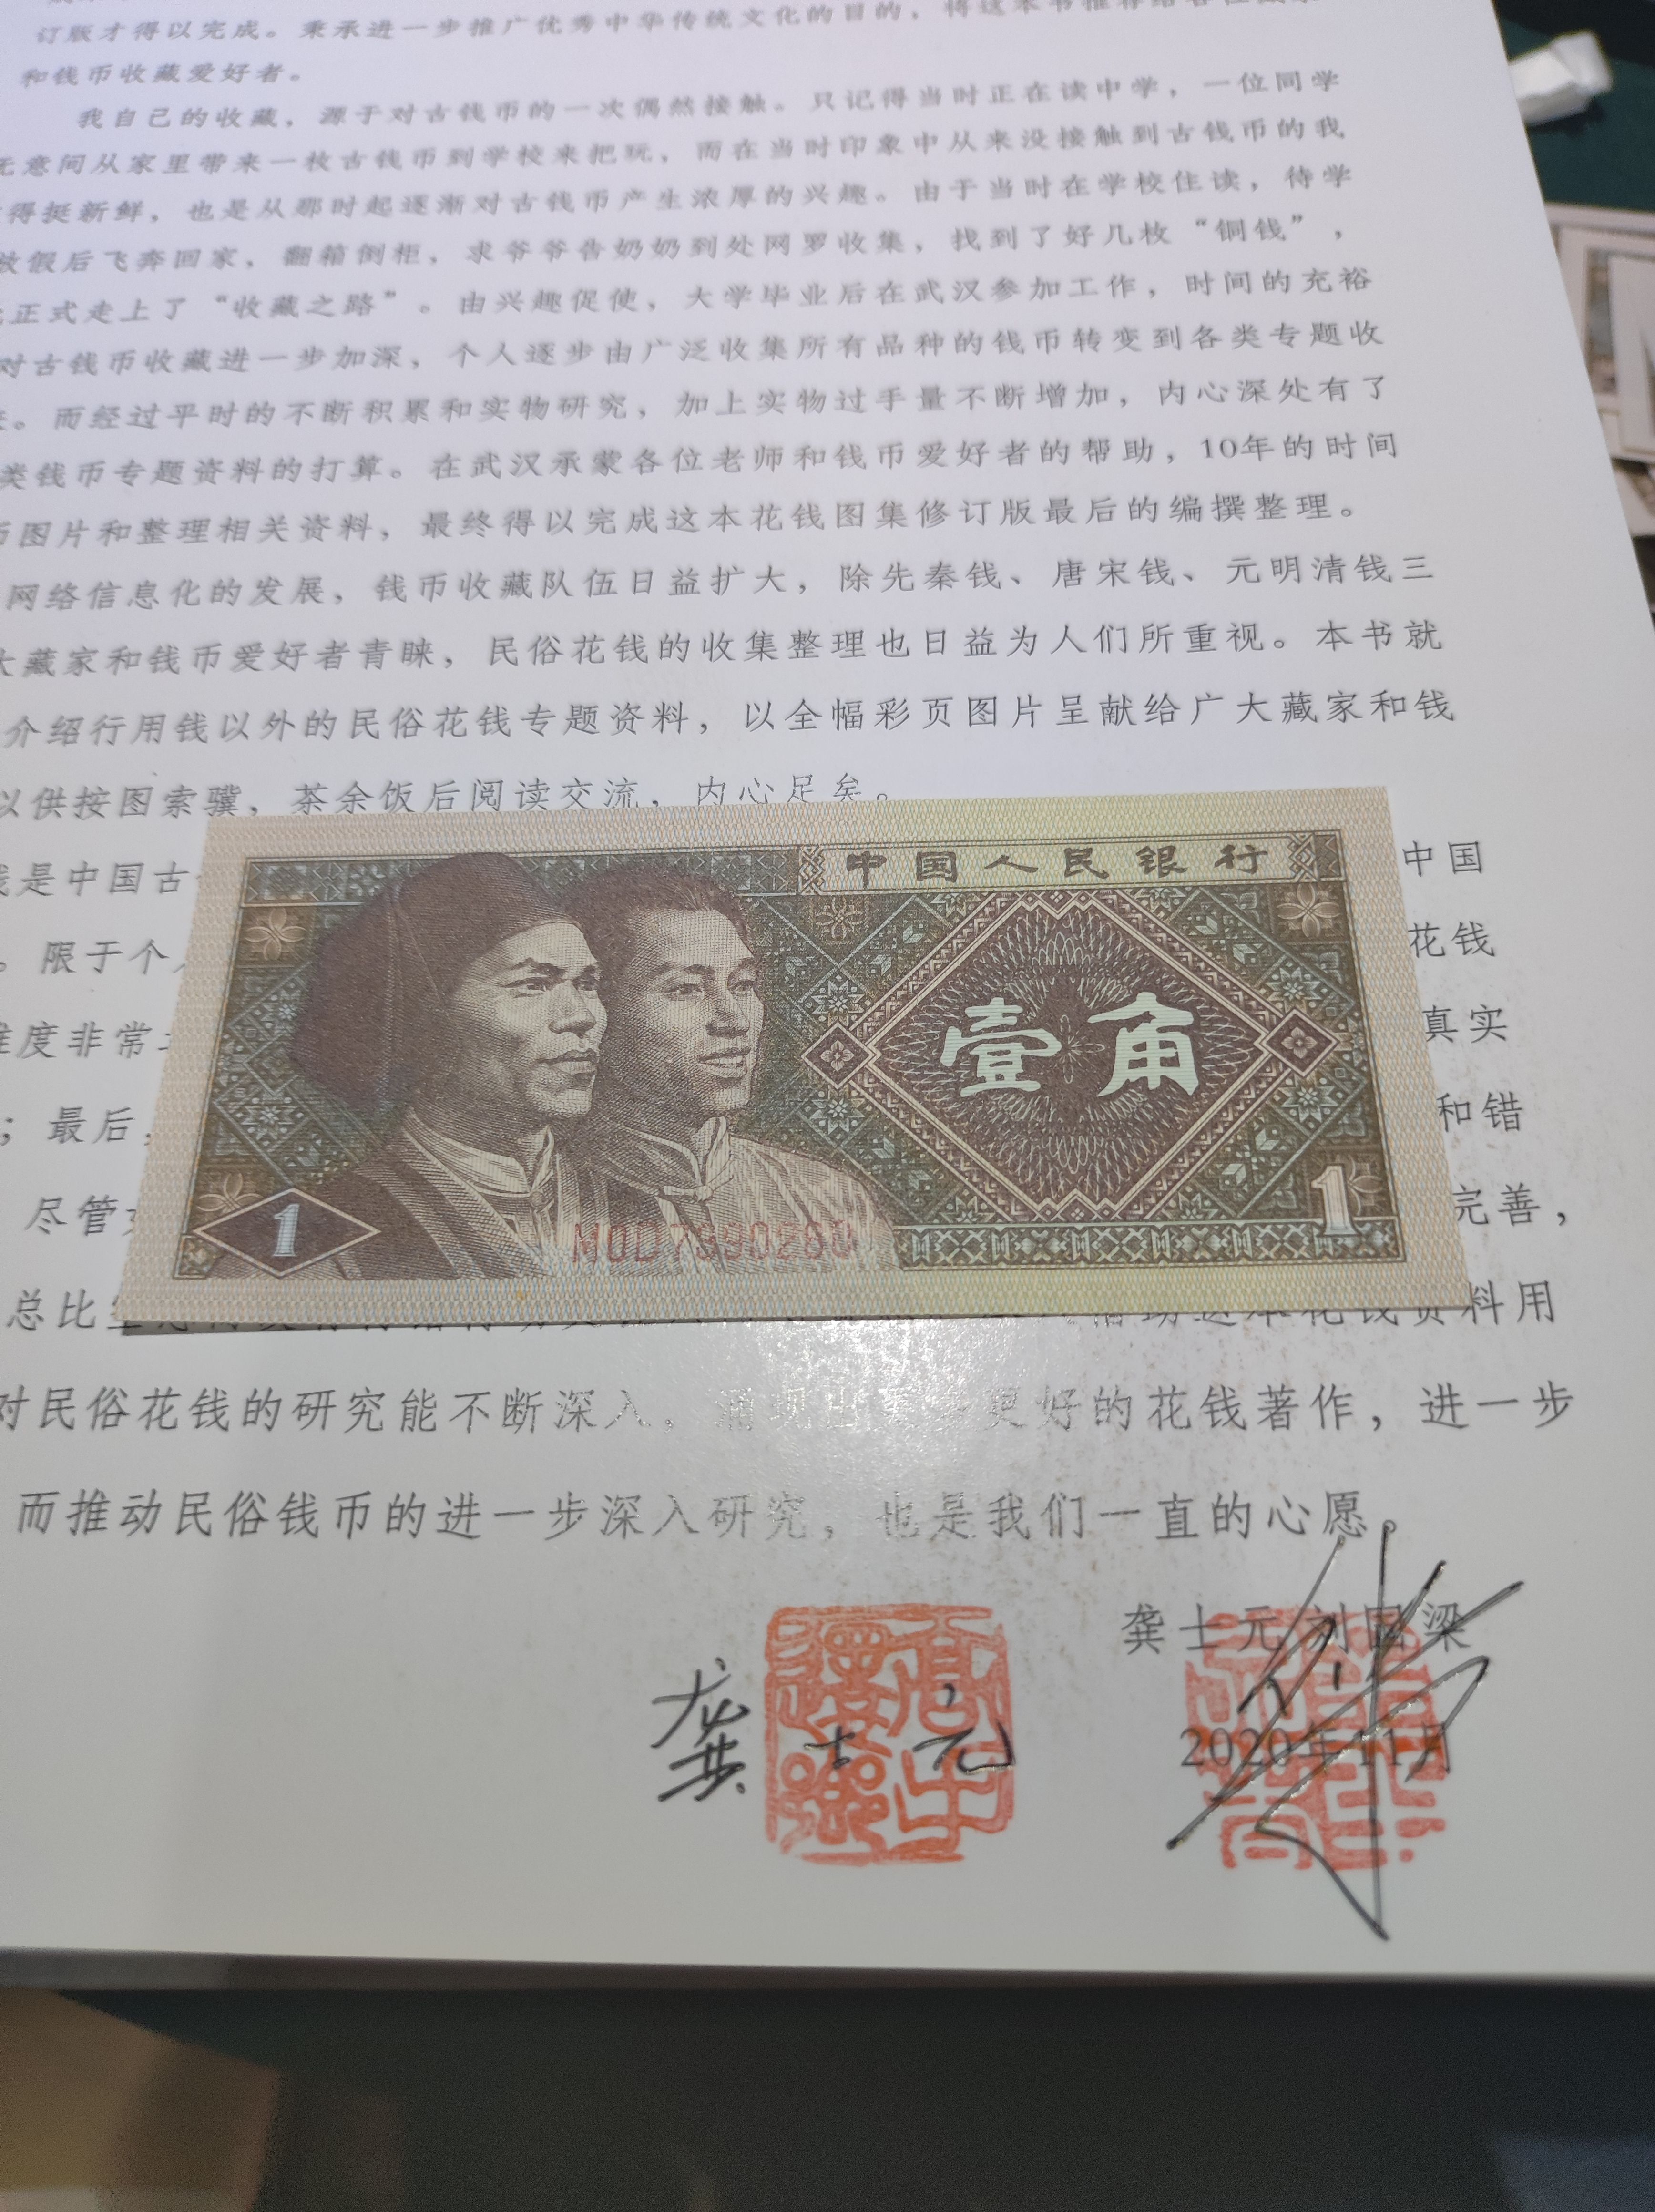 订版才得以完成。秉承进一步推广优秀中华传统文化的目的，将这本书推荐给各位藏家
和钱币收藏爱好者。
我自己的收藏，源于对古钱币的一次偶然接触。只记得当时正在读中学，一位同学
无意间从家里带来一枚古钱币到学校来把玩，而在当时印象中从来没接触到古钱币的我
得挺新鲜，也是从那时起逐渐对古钱币产生浓厚的兴趣。由于当时在学校住读，待学
放假后飞奔回家，翻箱倒柜，求爷爷告奶奶到处网罗收集，找到了好几枚“铜钱”，
正式走上了“收藏之路”。由兴趣促使，大学毕业后在武汉参加工作，时间的充裕
对古钱币收藏进一步加深，个人逐步由广泛收集所有品种的钱币转变到各类专题收
。而经过平时的不断积累和实物研究，加上实物过手量不断增加，内心深处有了
类钱币专题资料的打算。在武汉承蒙各位老师和钱币爱好者的帮助，10年的时间
币图片和整理相关资料，最终得以完成这本花钱图集修订版最后的编撰整理。
网络信息化的发展，钱币收藏队伍日益扩大，除先秦钱、唐宋钱、元明清钱三
大藏家和钱币爱好者青睐，民俗花钱的收集整理也日益为人们所重视。本书就
介绍行用钱以外的民俗花钱专题资料，以全幅彩页图片呈献给广大藏家和钱
以供按图索骥，茶余饭后阅读交流，内心足矣。
是中国古 中国
。限于个人 花钱
难度非常 真实
；最后， 和错
尽管 完善，
总比 这本花钱资料用
对民俗花钱的研究能不断深入， 更好的花钱著作，进一步
而推动民俗钱币的进一步深入研究，也是我们一直的心愿。
龚士元 刘国梁
2020年11月
龚士元
中国人民银行
壹角
1
1